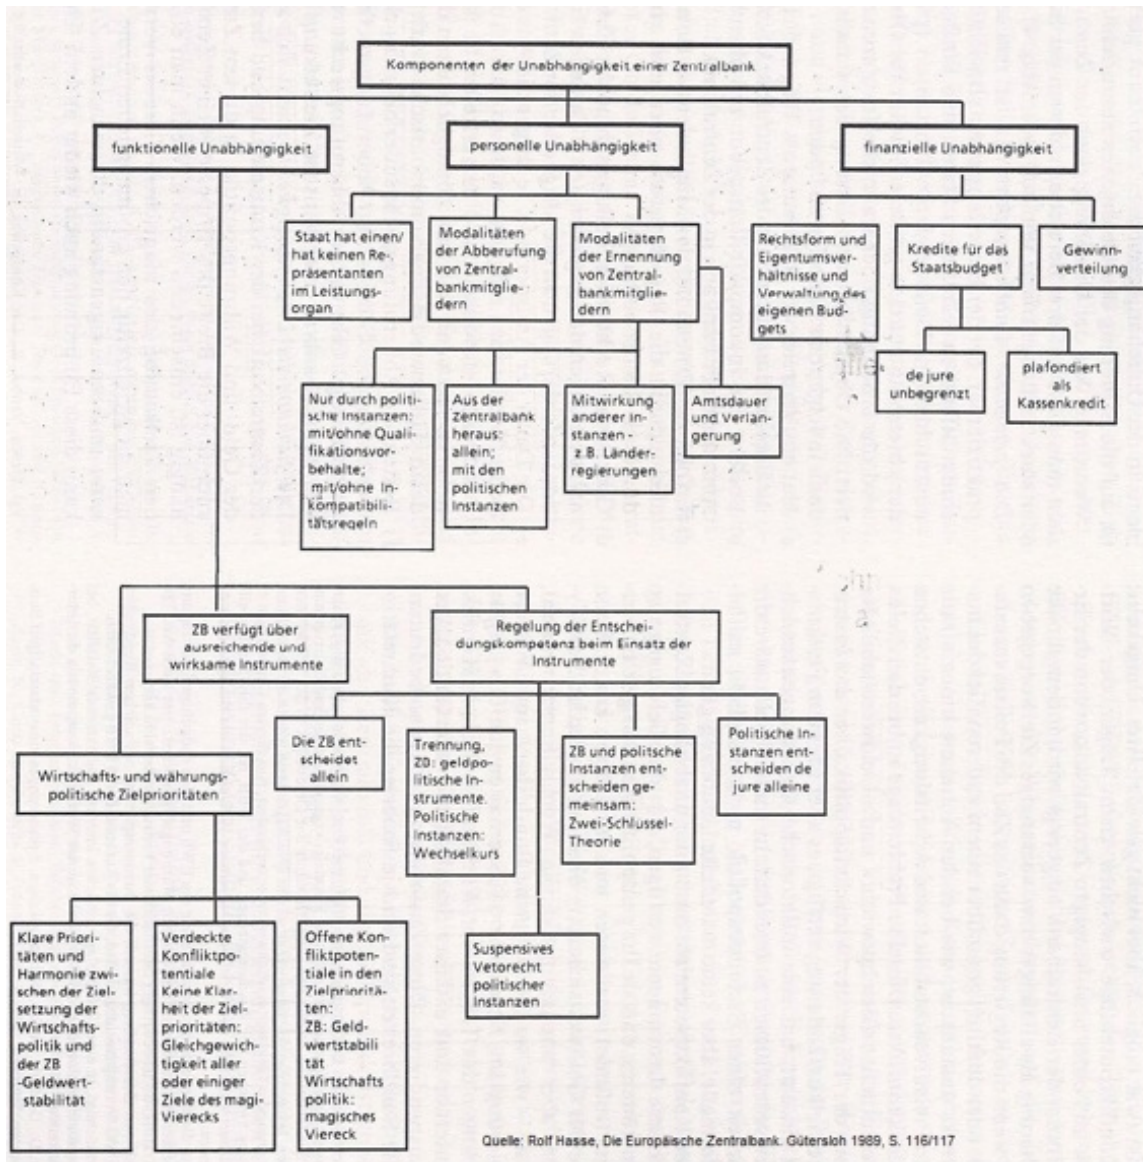 Komponenten der Unabhängigkeit einer Zentralbank
funktionelle Unabhängigkeit
personelle Unabhängigkeit
finanzielle Unabhängigkeit
Staat hat einen/
hat keinen Re-
präsentanten
im Leistungs-
organ
Modalitäten
der Abberufung
von Zentral-
bankmitglie-
dern
Modalitäten
der Ernennung
von Zentral-
bankmitglie-
dern
Rechtsform und
Eigentumsver-
hältnisse und
Verwaltung des
eigenen Bud-
gets
Kredite für das
Staatsbudget
Gewinn-
verteilung
Nur durch politi-
sche Instanzen:
mit/ohne Quali-
fikationsvor-
behalte;
mit/ohne In-
kompatibili-
tätsregeln
Aus der
Zentralbank
heraus:
allein;
mit den
politischen
Instanzen
Mitwirkung
anderer In-
stanzen -
z.B. Länder-
regierungen
Amtsdauer
und Verlän-
gerung
de jure
unbegrenzt
plafondiert
als
Kassenkredit
ZB verfügt über
ausreichende und
wirksame Instrumente
Regelung der Entschei-
dungskompetenz beim Einsatz der
Instrumente
Wirtschafts- und währungs-
politische Zielprioritäten
Die ZB ent-
scheidet
allein
Trennung,
ZB: geldpo-
litische In-
strumente.
Politische
Instanzen:
Wechselkurs
ZB und politsche
Instanzen ent-
scheiden ge-
meinsam:
Zwei-Schlüssel-
Theorie
Politische In-
stanzen ent-
scheiden de
jure alleine
Klare Priori-
täten und
Harmonie zwi-
schen der Ziel-
setzung der
Wirtschafts-
politik und
der ZB
-Geldwert-
stabilität
Verdeckte
Konfliktpo-
tentiale
Keine Klar-
heit der Ziel-
prioritäten:
Gleichgewich-
tigkeit aller
oder einiger
Ziele des magi-
Vierecks
Offene Kon-
fliktpoten-
tiale in den
Zielprioritä-
ten:
ZB: Geld-
wertstabili
tät
Wirtschafts
politik:
magisches
Viereck
Suspensives
Vetorecht
politischer
Instanzen
Quelle: Rolf Hasse, Die Europäische Zentralbank. Gütersloh 1989, S. 116/117